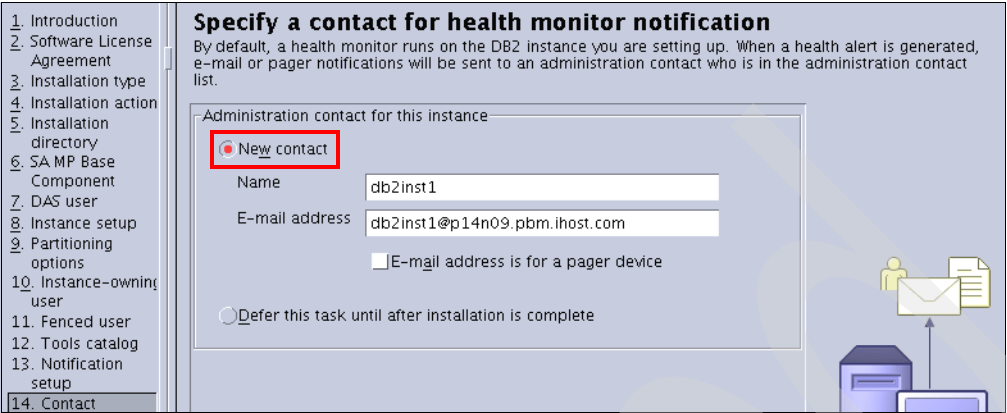 1. Introduction
2. Software License
Agreement
3. Installation type
4. Installation action
5. Installation
directory
6. SA MP Base
Component
7. DAS user
8. Instance setup
9. Partitioning
options
10. Instance-owning
user
11. Fenced user
12. Tools catalog
13. Notification
setup
14. Contact
Specify a contact for health monitor notification
By default, a health monitor runs on the DB2 instance you are setting up. When a health alert is generated,
e-mail or pager notifications will be sent to an administration contact who is in the administration contact
list.
Administration contact for this instance
New contact
Name
db2inst1
E-mail address
db2inst1@p14n09.pbm.ihost.com
E-mail address is for a pager device
Defer this task until after installation is complete